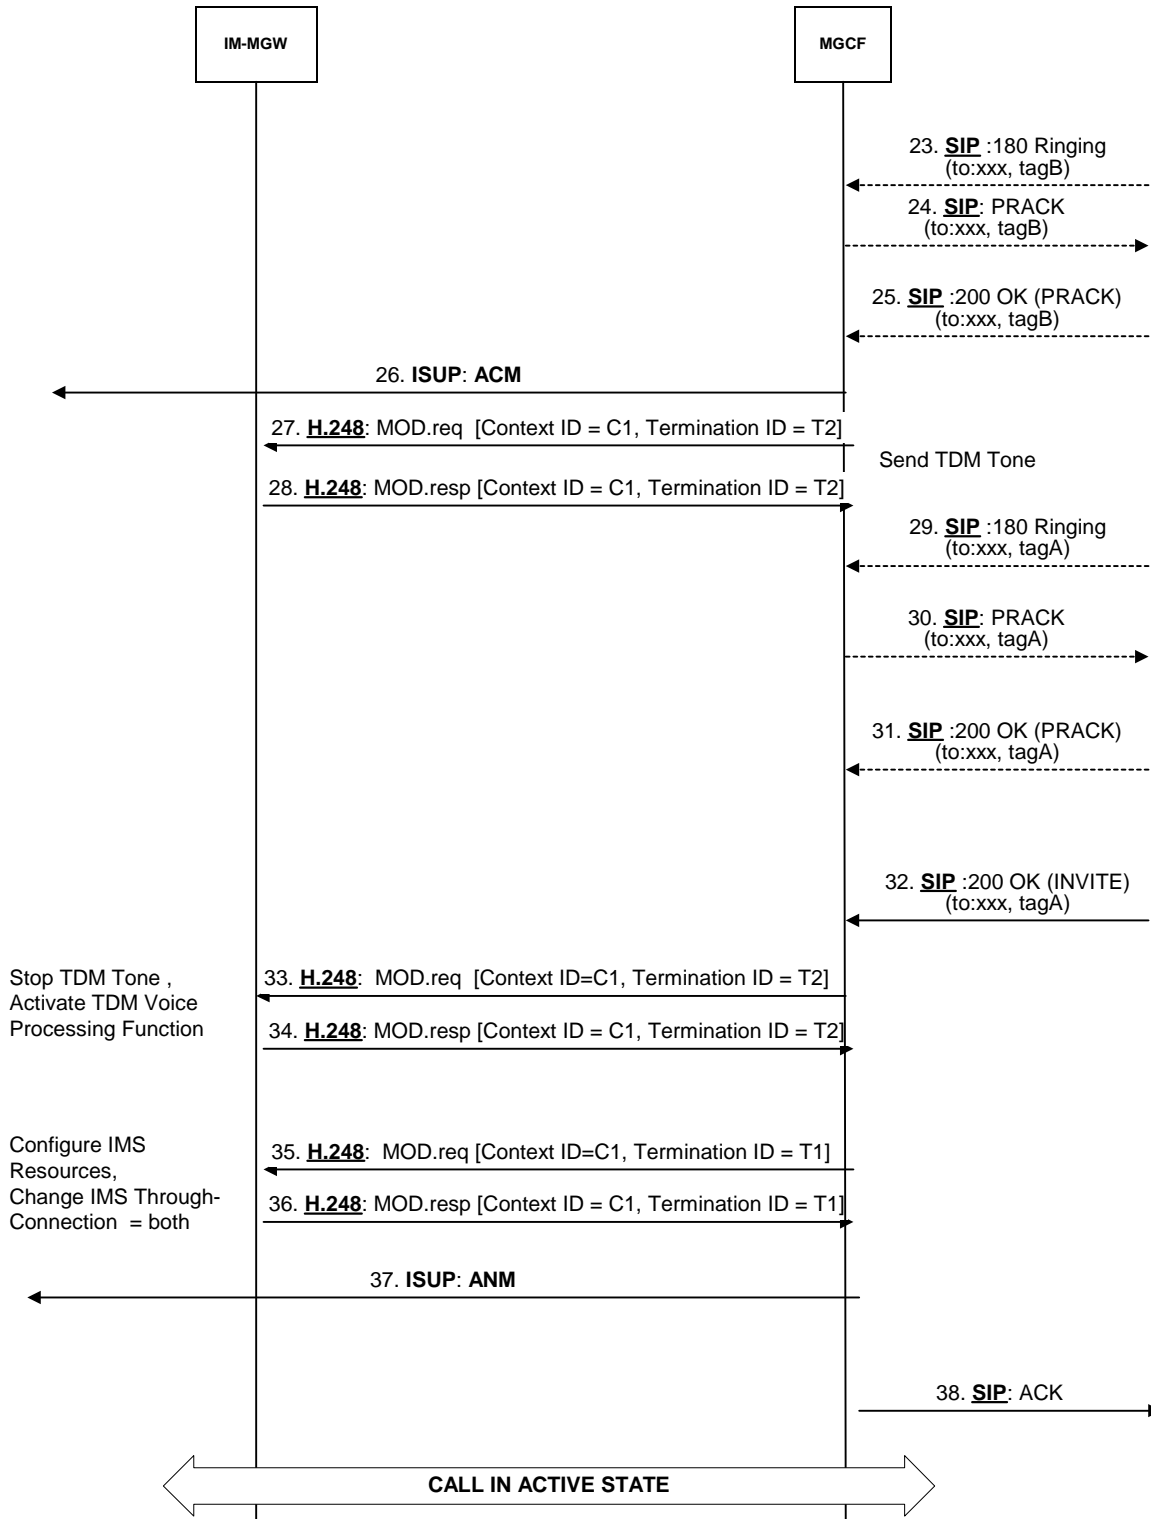 IM-MGW
MGCF
23. SIP :180 Ringing
(to:xxx, tagB)
24. SIP: PRACK
(to:xxx, tagB)
25. SIP :200 OK (PRACK)
(to:xxx, tagB)
26. ISUP: ACM
27. H.248: MOD.req [Context ID = C1, Termination ID = T2]
Send TDM Tone
28. H.248: MOD.resp [Context ID = C1, Termination ID = T2]
29. SIP :180 Ringing
(to:xxx, tagA)
30. SIP: PRACK
(to:xxx, tagA)
31. SIP :200 OK (PRACK)
(to:xxx, tagA)
32. SIP :200 OK (INVITE)
(to:xxx, tagA)
Stop TDM Tone ,
Activate TDM Voice
Processing Function
33. H.248: MOD.req [Context ID=C1, Termination ID = T2]
34. H.248: MOD.resp [Context ID = C1, Termination ID = T2]
Configure IMS
Resources,
Change IMS Through-
Connection = both
35. H.248: MOD.req [Context ID=C1, Termination ID = T1]
36. H.248: MOD.resp [Context ID = C1, Termination ID = T1]
37. ISUP: ANM
38. SIP: ACK
CALL IN ACTIVE STATE